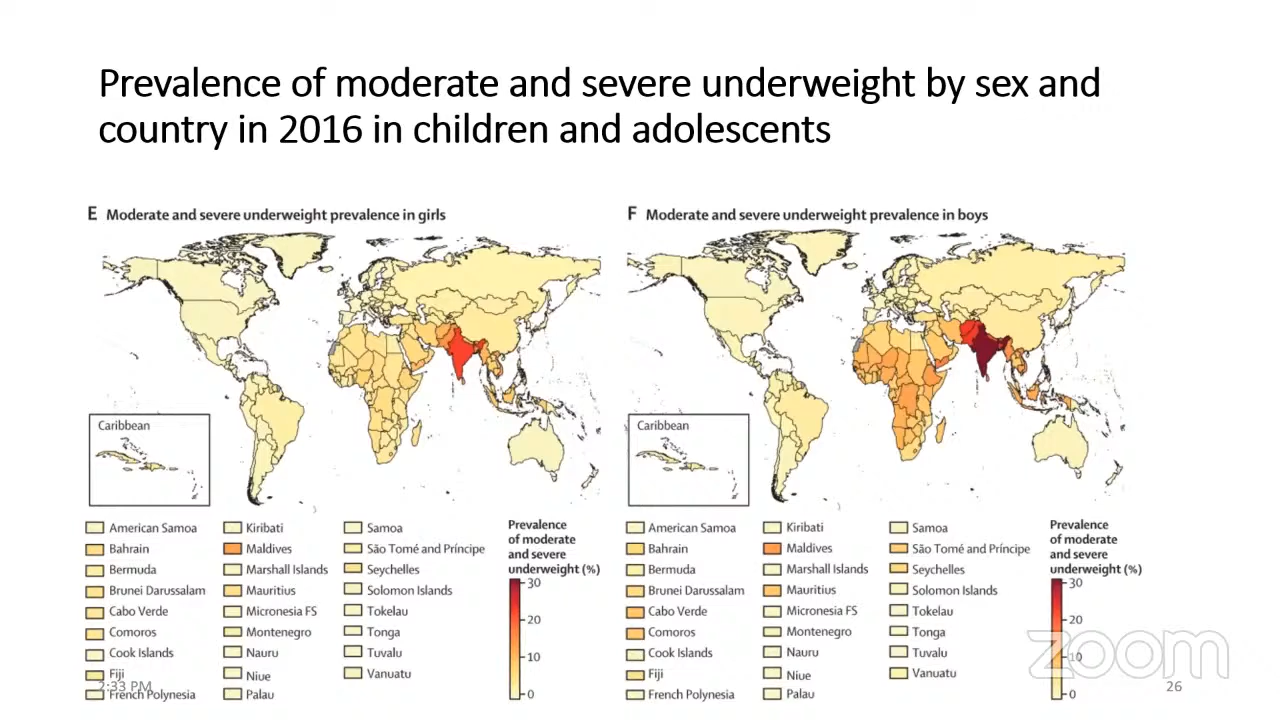 Prevalence of moderate and severe underweight by sex and
country in 2016 in children and adolescents
E Moderate and severe underweight prevalence in girls
Caribbean
American Samoa
Bahrain
Bermuda
Brunei Darussalam
Cabo Verde
Comoros
Cook Islands
Fiji
French Polynesia
Kiribati
Maldives
Marshall Islands
Mauritius
Micronesia FS
Montenegro
Nauru
Niue
Palau
Samoa
São Tomé and Príncipe
Seychelles
Solomon Islands
Tokelau
Tonga
Tuvalu
Vanuatu
Prevalence
of moderate
and severe
underweight (%)
30
20
10
0
F Moderate and severe underweight prevalence in boys
Caribbean
American Samoa
Bahrain
Bermuda
Brunei Darussalam
Cabo Verde
Comoros
Cook Islands
Fiji
French Polynesia
Kiribati
Maldives
Marshall Islands
Mauritius
Micronesia FS
Montenegro
Nauru
Niue
Palau
Samoa
São Tomé and Príncipe
Seychelles
Solomon Islands
Tokelau
Tonga
Tuvalu
Vanuatu
Prevalence
of moderate
and severe
underweight (%)
30
20
10
0
2:33 PM
zoom
26